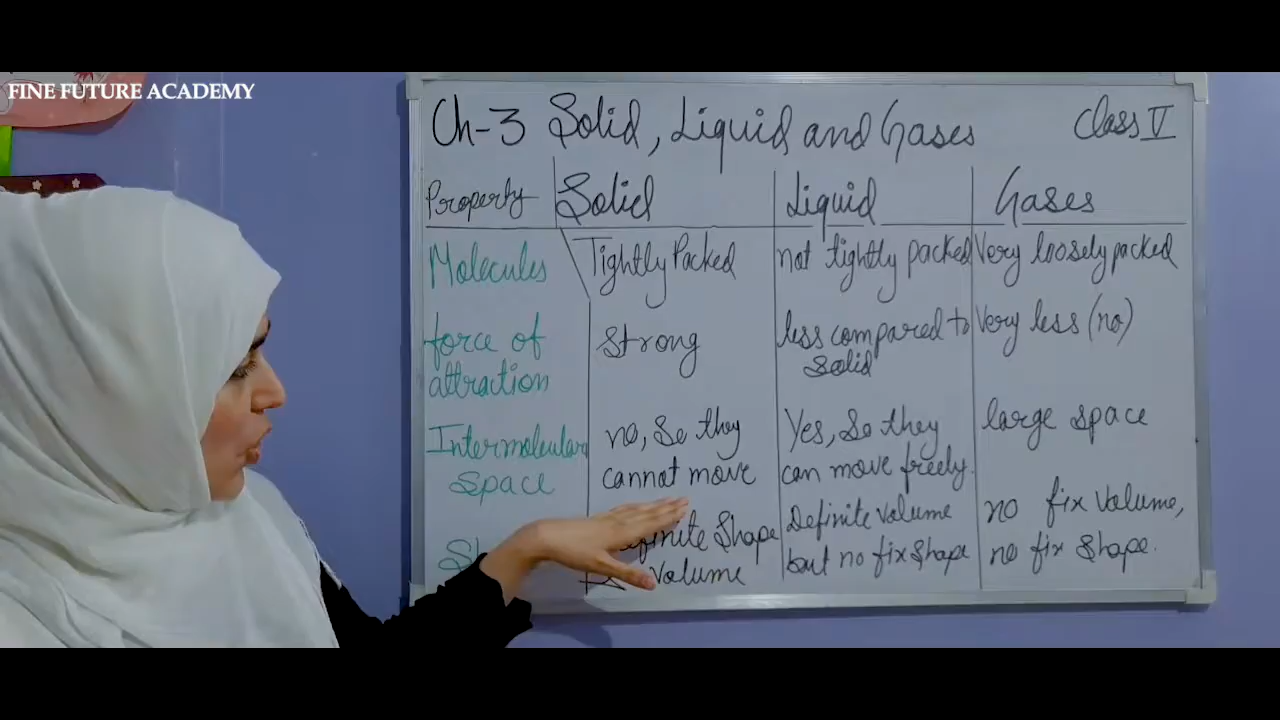 FINE FUTURE ACADEMY
Ch-3 Solid, Liquid and Gases
Class V
Property
Solid
Liquid
Gases
Molecules
Tightly Packed
not tightly packed
Very loosely packed
force of
attraction
Strong
less compared to
solid
Very less (no)
Intermolecular
Space
no, So they
cannot move
Yes, So they
can move freely.
large space
Shape
volume
Definite volume
but no fix Shape
no fix volume,
no fix Shape.